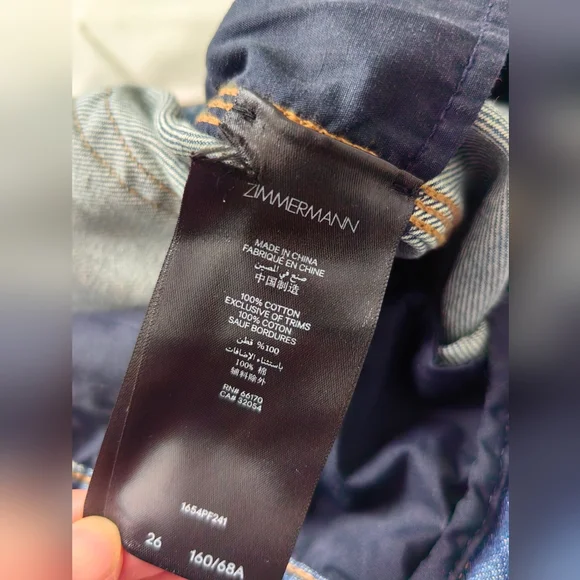 ZIMMERMANN
MADE IN CHINA
FABRIQUÉ EN CHINE
صنع في الصين
中国制造
100% COTTON
EXCLUSIVE OF TRIMS
100% COTON
SAUF BORDURES
%100 قطن
باستثناء الإضافات
100% 棉
辅料除外
RN# 66170
CA# 32054
1654PF241
26 160/68A